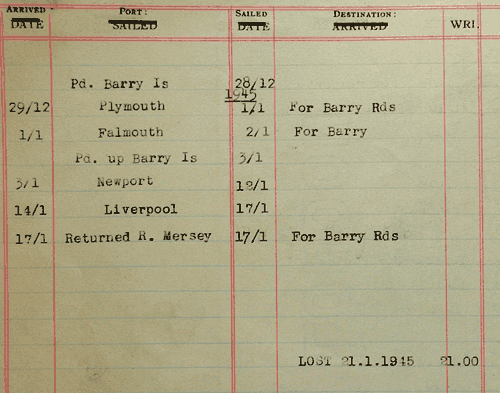 ARRIVED PORT: SAILED DESTINATION:
DATE SAILED DATE ARRIVED WRI.
Pd. Barry Is 28/12
1945
29/12 Plymouth 1/1 For Barry Rds
1/1 Falmouth 2/1 For Barry
Pd. up Barry Is 3/1
3/1 Newport 12/1
14/1 Liverpool 17/1
17/1 Returned R. Mersey 17/1 For Barry Rds
LOST 21.1.1945 21.00